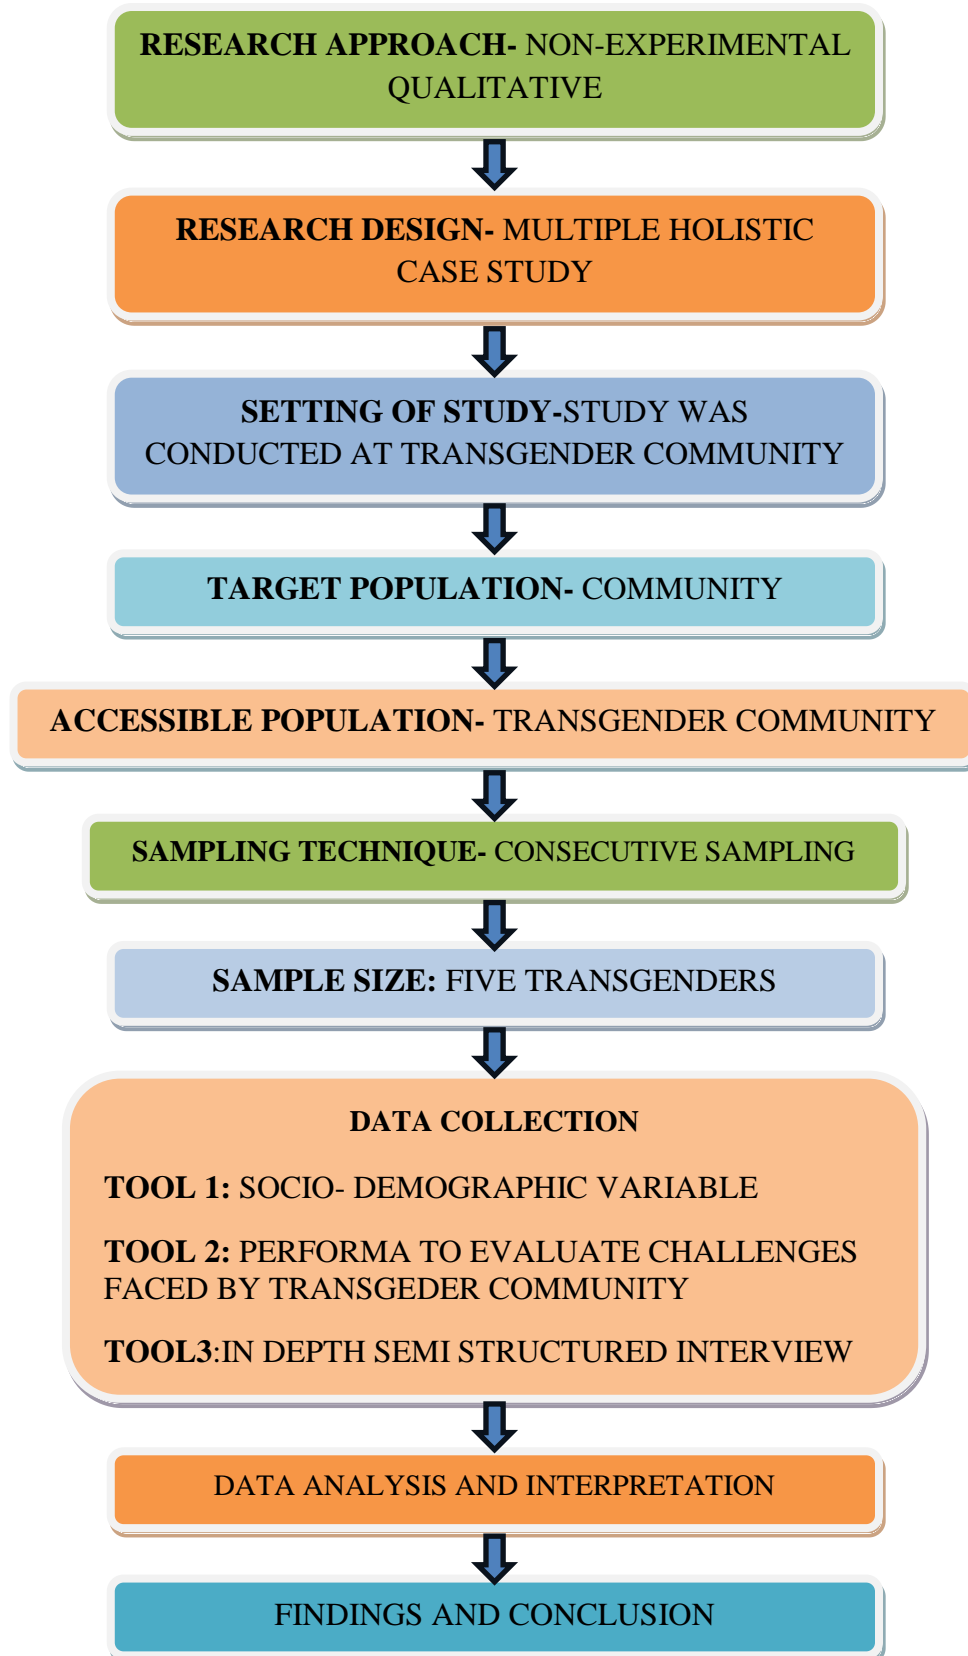 RESEARCH APPROACH- NON-EXPERIMENTAL
QUALITATIVE
RESEARCH DESIGN- MULTIPLE HOLISTIC
CASE STUDY
SETTING OF STUDY-STUDY WAS
CONDUCTED AT TRANSGENDER COMMUNITY
TARGET POPULATION- COMMUNITY
ACCESSIBLE POPULATION- TRANSGENDER COMMUNITY
SAMPLING TECHNIQUE- CONSECUTIVE SAMPLING
SAMPLE SIZE: FIVE TRANSGENDERS
DATA COLLECTION
TOOL 1: SOCIO- DEMOGRAPHIC VARIABLE
TOOL 2: PERFORMA TO EVALUATE CHALLENGES
FACED BY TRANSGEDER COMMUNITY
TOOL3:IN DEPTH SEMI STRUCTURED INTERVIEW
DATA ANALYSIS AND INTERPRETATION
FINDINGS AND CONCLUSION